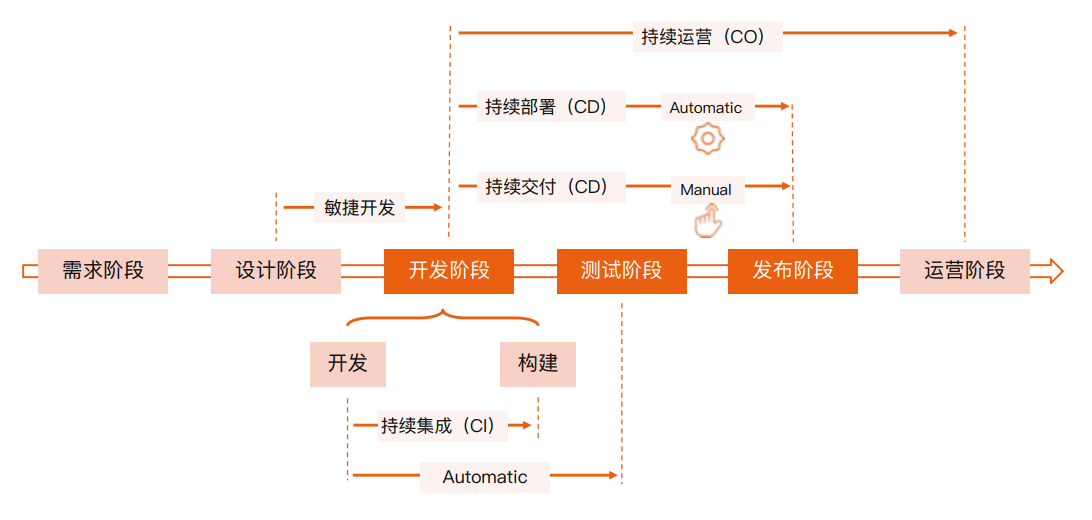 持续运营（CO）
持续部署（CD）
Automatic
持续交付（CD）
Manual
敏捷开发
需求阶段
设计阶段
开发阶段
测试阶段
发布阶段
运营阶段
开发
构建
持续集成（CI）
Automatic